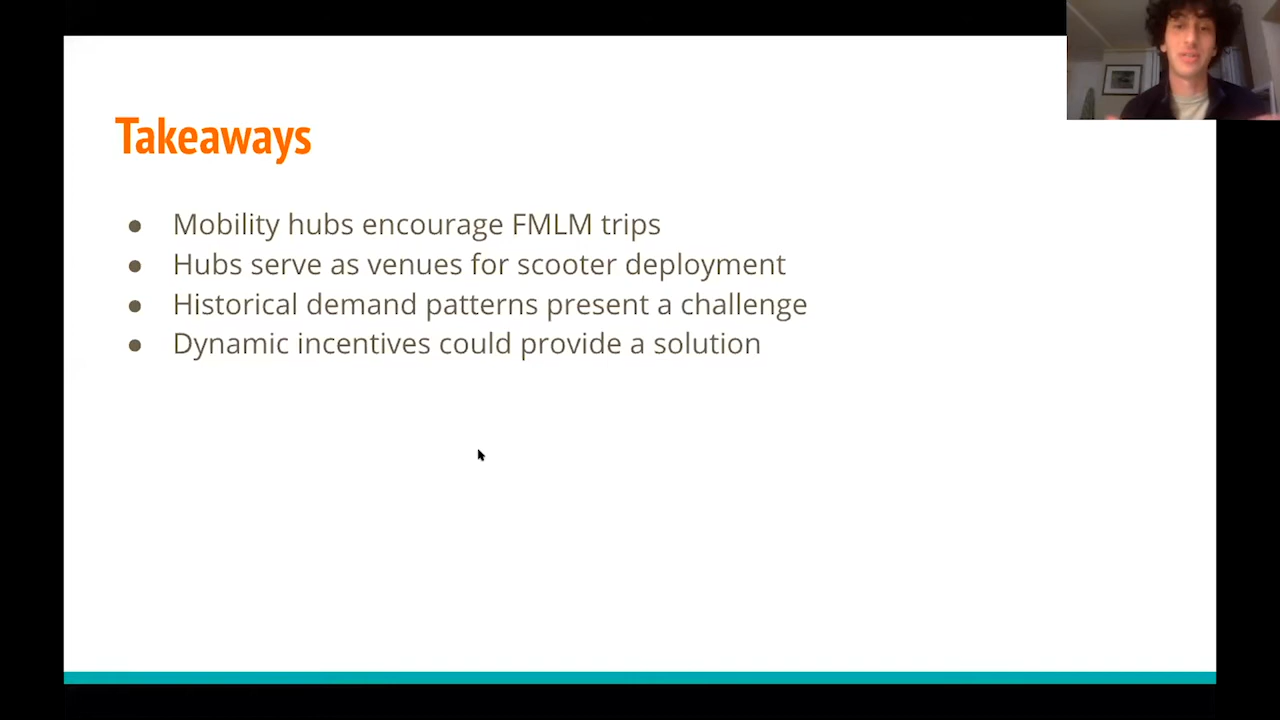 Takeaways
● Mobility hubs encourage FMLM trips
● Hubs serve as venues for scooter deployment
● Historical demand patterns present a challenge
● Dynamic incentives could provide a solution